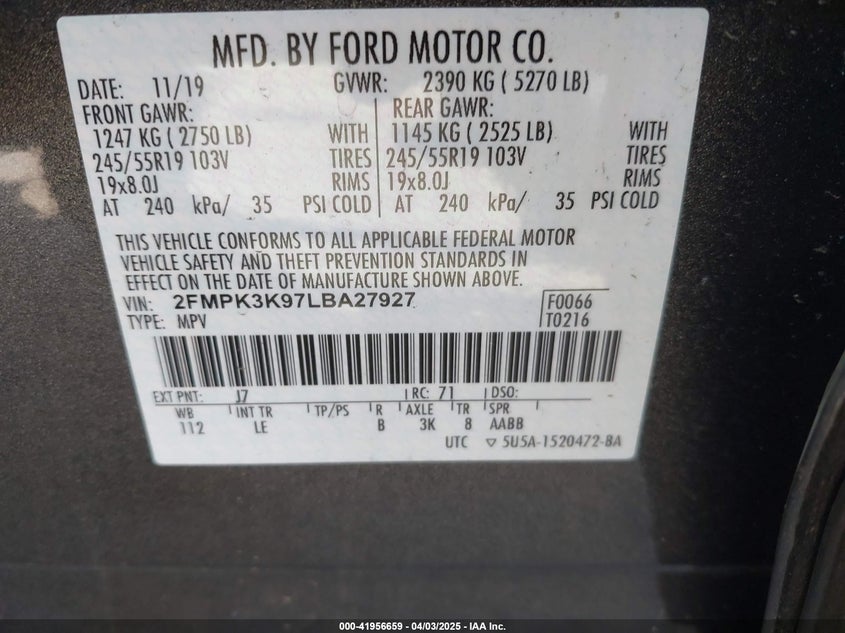 MFD. BY FORD MOTOR CO.
DATE: 11/19 GVWR: 2390 KG ( 5270 LB)
FRONT GAWR: REAR GAWR:
1247 KG ( 2750 LB) WITH 1145 KG ( 2525 LB) WITH
245/55R19 103V TIRES 245/55R19 103V TIRES
19x8.0J RIMS 19x8.0J RIMS
AT 240 kPa/ 35 PSI COLD AT 240 kPa/ 35 PSI COLD
THIS VEHICLE CONFORMS TO ALL APPLICABLE FEDERAL MOTOR
VEHICLE SAFETY AND THEFT PREVENTION STANDARDS IN
EFFECT ON THE DATE OF MANUFACTURE SHOWN ABOVE.
VIN: 2FMPK3K97LBA27927 F0066
TYPE: MPV T0216
EXT PNT: J7 RC: 71 DSO:
WB INT TR TP/PS R AXLE TR SPR
112 LE B 3K 8 AABB
UTC ▽ 5U5A-1520472-BA
000-41956659 | 04/03/2025 - IAA Inc.